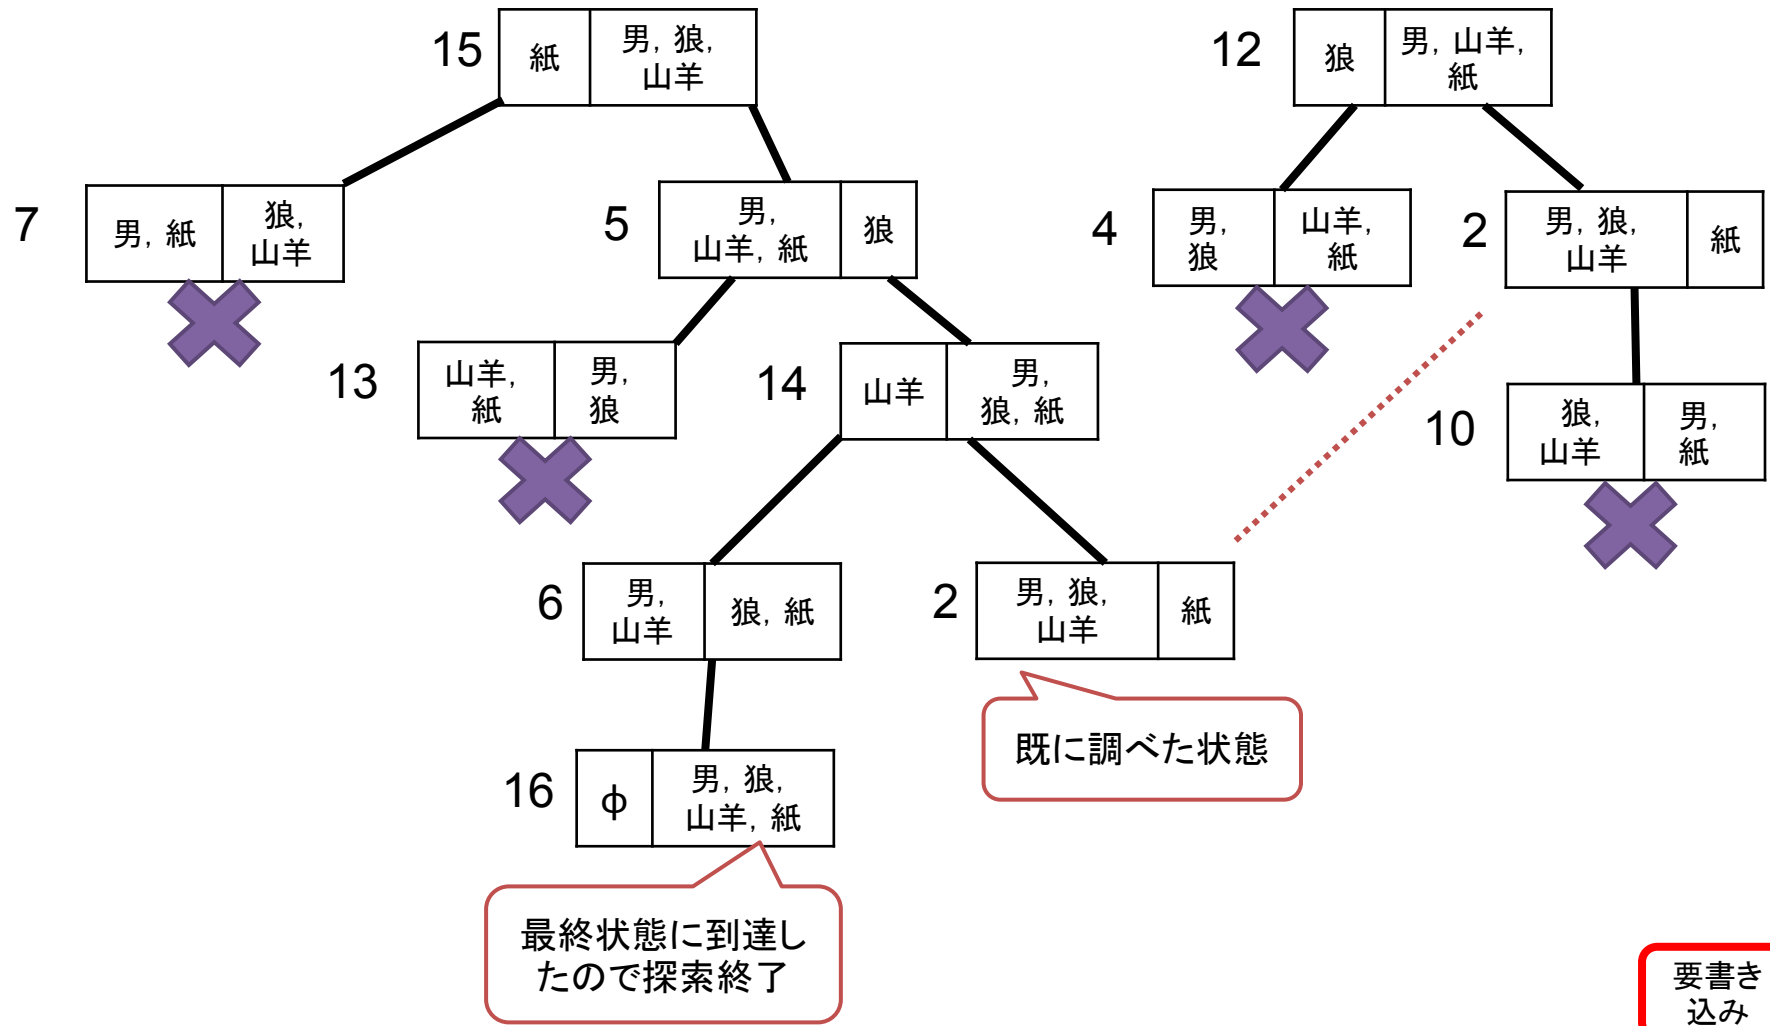 15
紙
男, 狼,
山羊
12
狼
男, 山羊,
紙
7
男, 紙
狼,
山羊
5
男,
山羊, 紙
狼
4
男,
狼
山羊,
紙
2
男, 狼,
山羊
紙
13
山羊,
紙
男,
狼
14
山羊
男,
狼, 紙
10
狼,
山羊
男,
紙
6
男,
山羊
狼, 紙
2
男, 狼,
山羊
紙
既に調べた状態
16
φ
男, 狼,
山羊, 紙
最終状態に到達し
たので探索終了
要書き
込み